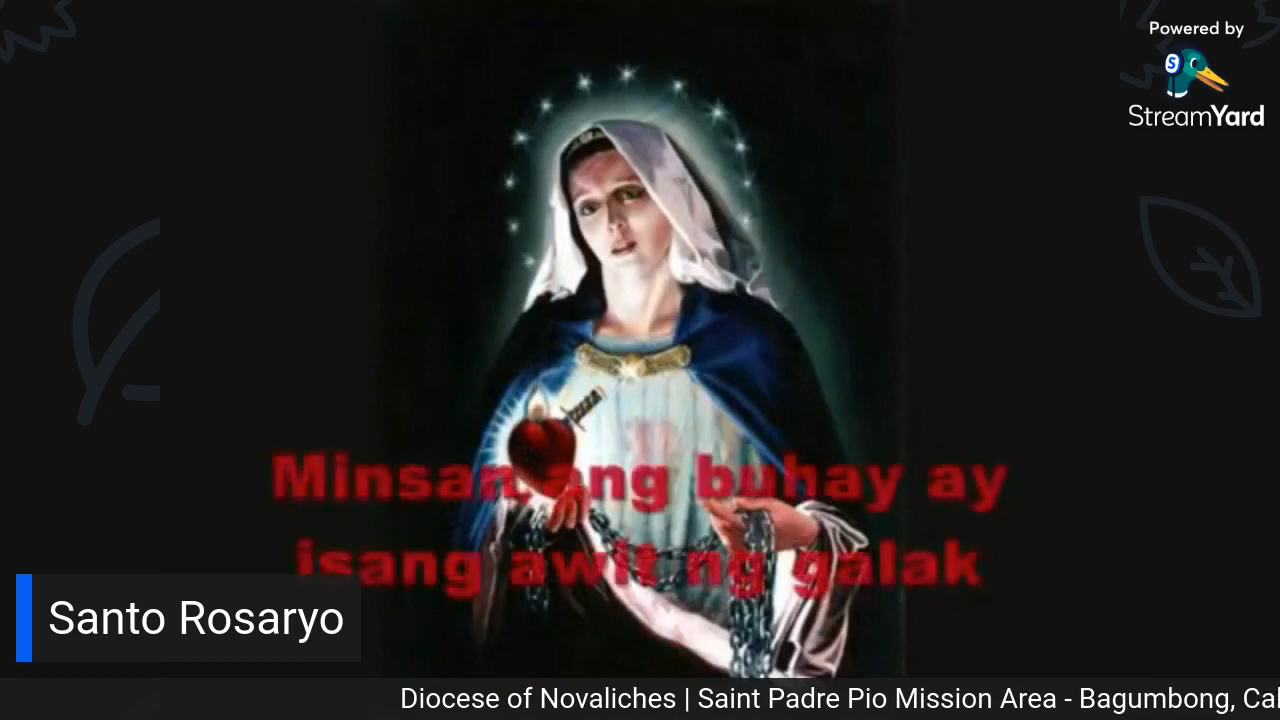 Powered by
StreamYard
Minsan ang buhay ay
isang awit ng galak
Santo Rosaryo
Diocese of Novaliches | Saint Padre Pio Mission Area - Bagumbong,